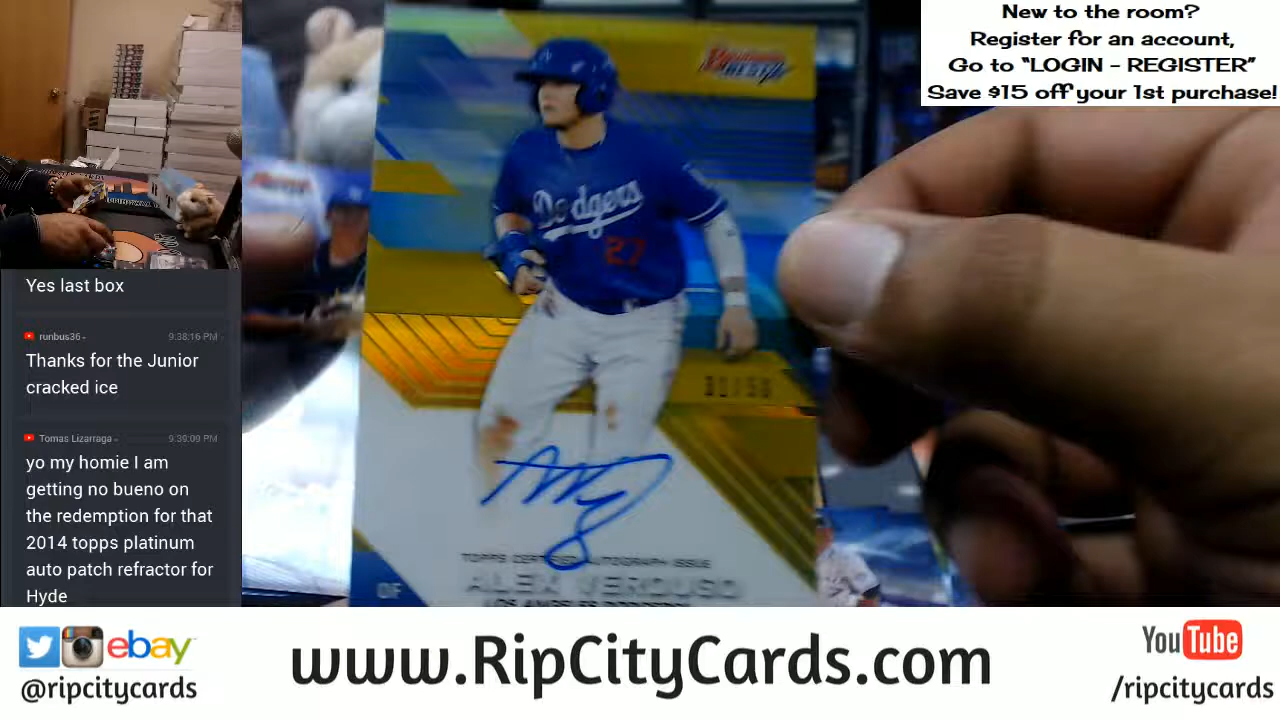 New to the room?
Register for an account,
Go to “LOGIN - REGISTER”
Save $15 off your 1st purchase!
Yes last box
runbus36
9:38:16 PM
Thanks for the Junior
cracked ice
Tomas Lizarraga
9:39:09 PM
yo my homie I am
getting no bueno on
the redemption for that
2014 topps platinum
auto patch refractor for
Hyde
BEST
Dodgers
27
TOPPS CERTIFIED AUTOGRAPH ISSUE
ALEX VERDUGO
LOS ANGELES DODGERS
OF
ebay
@ripcitycards
www.RipCityCards.com
YouTube
/ripcitycards